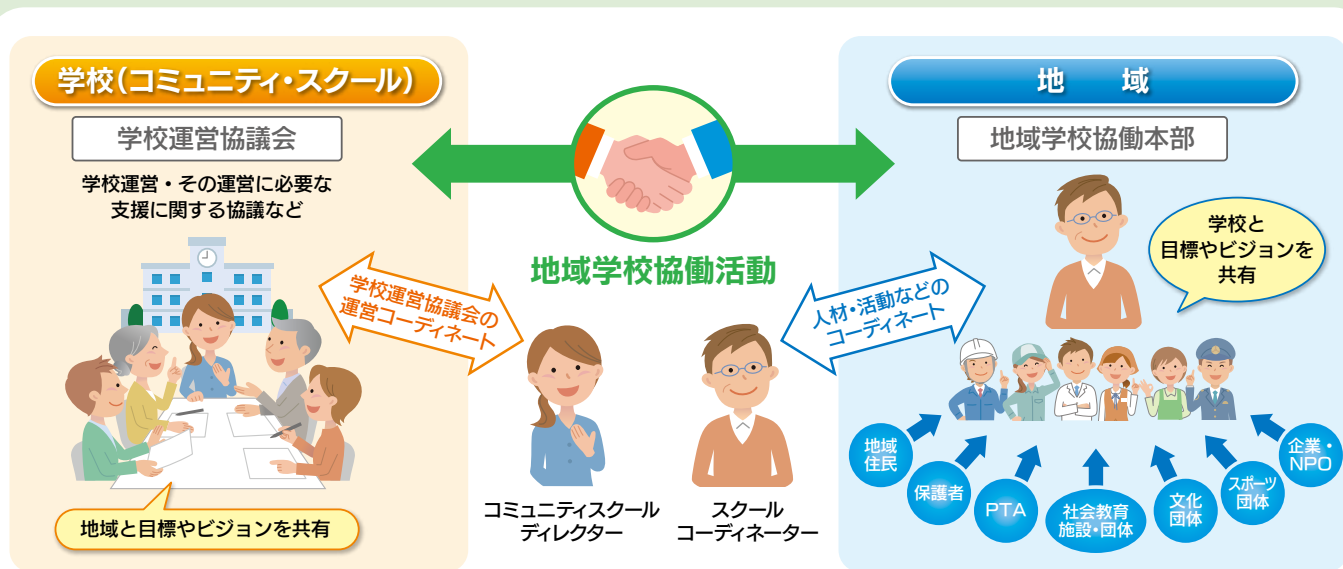 学校(コミュニティ・スクール)
学校運営協議会
学校運営・その運営に必要な
支援に関する協議など
地域と目標やビジョンを共有
地域学校協働活動
学校運営協議会の
運営コーディネート
人材・活動などの
コーディネート
コミュニティスクール
ディレクター
スクール
コーディネーター
地 域
地域学校協働本部
学校と
目標やビジョンを
共有
地域
住民
保護者
PTA
社会教育
施設・団体
文化
団体
スポーツ
団体
企業・
NPO